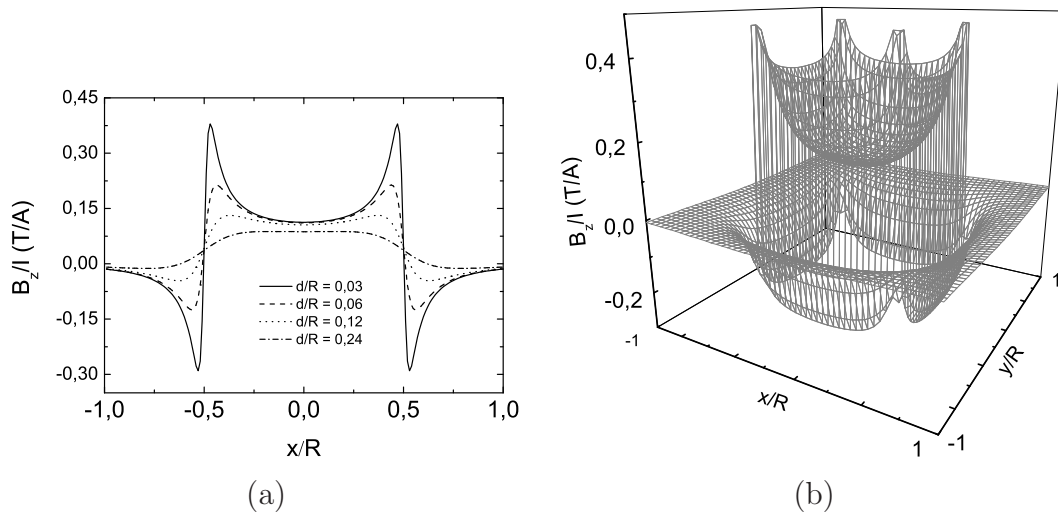 0,45
0,30
0,15
0,00
-0,15
-0,30
B_z/I (T/A)
d/R = 0,03
d/R = 0,06
d/R = 0,12
d/R = 0,24
-1,0 -0,5 0,0 0,5 1,0
x/R
(a)
0,4
0,2
0,0
-0,2
B_z/I (T/A)
-1
x/R
1
-1
y/R
1
(b)